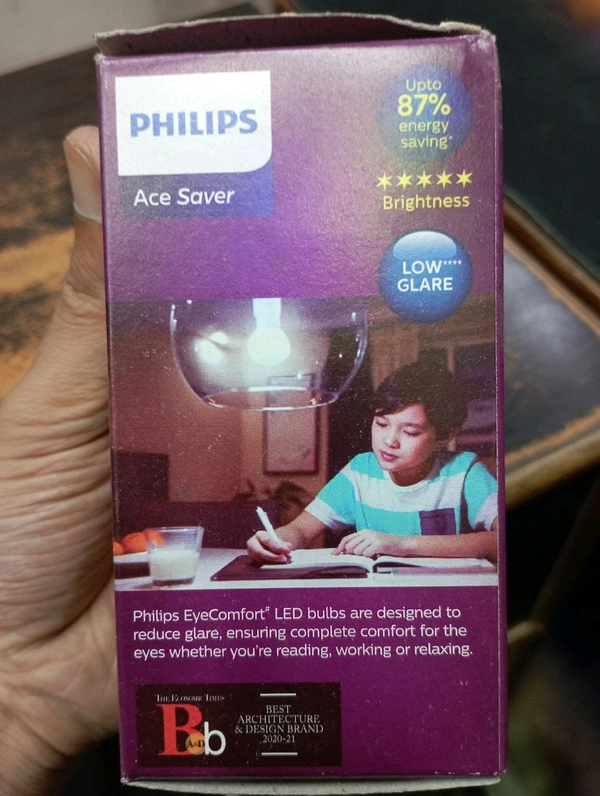 PHILIPS
Ace Saver
Upto
87%
energy
saving*
Brightness
LOW****
GLARE
Philips EyeComfort# LED bulbs are designed to
reduce glare, ensuring complete comfort for the
eyes whether you're reading, working or relaxing.
THE ECONOMIC TIMES
Bb
A&D
BEST
ARCHITECTURE
& DESIGN BRAND
2020-21